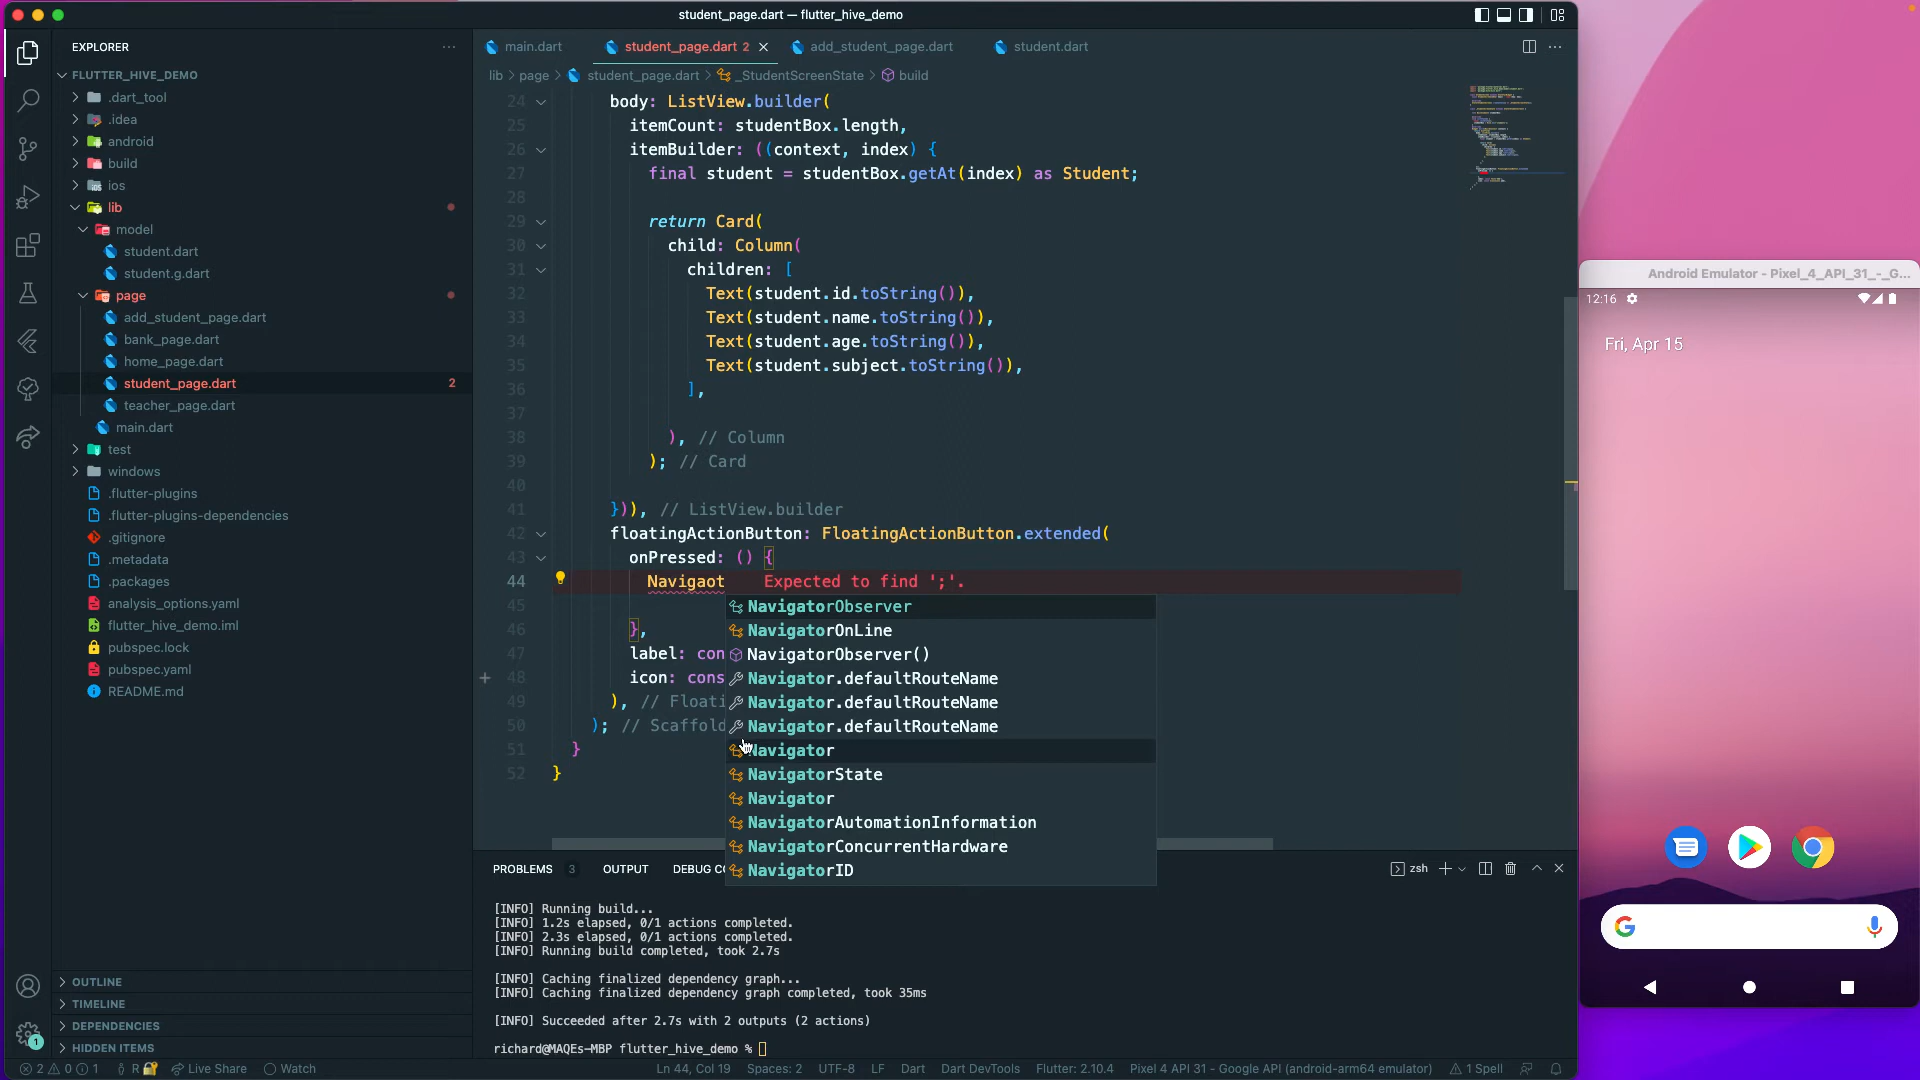 student_page.dart — flutter_hive_demo
EXPLORER
FLUTTER_HIVE_DEMO
.dart_tool
.idea
android
build
ios
lib
model
student.dart
student.g.dart
page
add_student_page.dart
bank_page.dart
home_page.dart
student_page.dart 2
teacher_page.dart
main.dart
test
windows
.flutter-plugins
.flutter-plugins-dependencies
.gitignore
.metadata
.packages
analysis_options.yaml
flutter_hive_demo.iml
pubspec.lock
pubspec.yaml
README.md
OUTLINE
TIMELINE
DEPENDENCIES
HIDDEN ITEMS
1
main.dart student_page.dart 2 add_student_page.dart student.dart
lib > page > student_page.dart > _StudentScreenState > build
24 body: ListView.builder(
25 itemCount: studentBox.length,
26 itemBuilder: ((context, index) {
27 final student = studentBox.getAt(index) as Student;
28
29 return Card(
30 child: Column(
31 children: [
32 Text(student.id.toString()),
33 Text(student.name.toString()),
34 Text(student.age.toString()),
35 Text(student.subject.toString()),
36 ],
37
38 ), // Column
39 ); // Card
40
41 })), // ListView.builder
42 floatingActionButton: FloatingActionButton.extended(
43 onPressed: () {
44 Navigaot Expected to find ';'.
45
46 },
47 label: con
48 icon: cons
49 ), // Floati
50 ); // Scaffold
51 }
52 }
NavigatorObserver
NavigatorOnLine
NavigatorObserver()
Navigator.defaultRouteName
Navigator.defaultRouteName
Navigator.defaultRouteName
Navigator
NavigatorState
Navigator
NavigatorAutomationInformation
NavigatorConcurrentHardware
NavigatorID
PROBLEMS 3 OUTPUT DEBUG CO zsh
[INFO] Running build...
[INFO] 1.2s elapsed, 0/1 actions completed.
[INFO] 2.3s elapsed, 0/1 actions completed.
[INFO] Running build completed, took 2.7s
[INFO] Caching finalized dependency graph...
[INFO] Caching finalized dependency graph completed, took 35ms
[INFO] Succeeded after 2.7s with 2 outputs (2 actions)
richard@MAQEs-MBP flutter_hive_demo %
2 0 1 R Live Share Watch Ln 44, Col 19 Spaces: 2 UTF-8 LF Dart Dart DevTools Flutter: 2.10.4 Pixel 4 API 31 - Google API (android-arm64 emulator) 1 Spell
Android Emulator - Pixel_4_API_31_-_G...
12:16
Fri, Apr 15